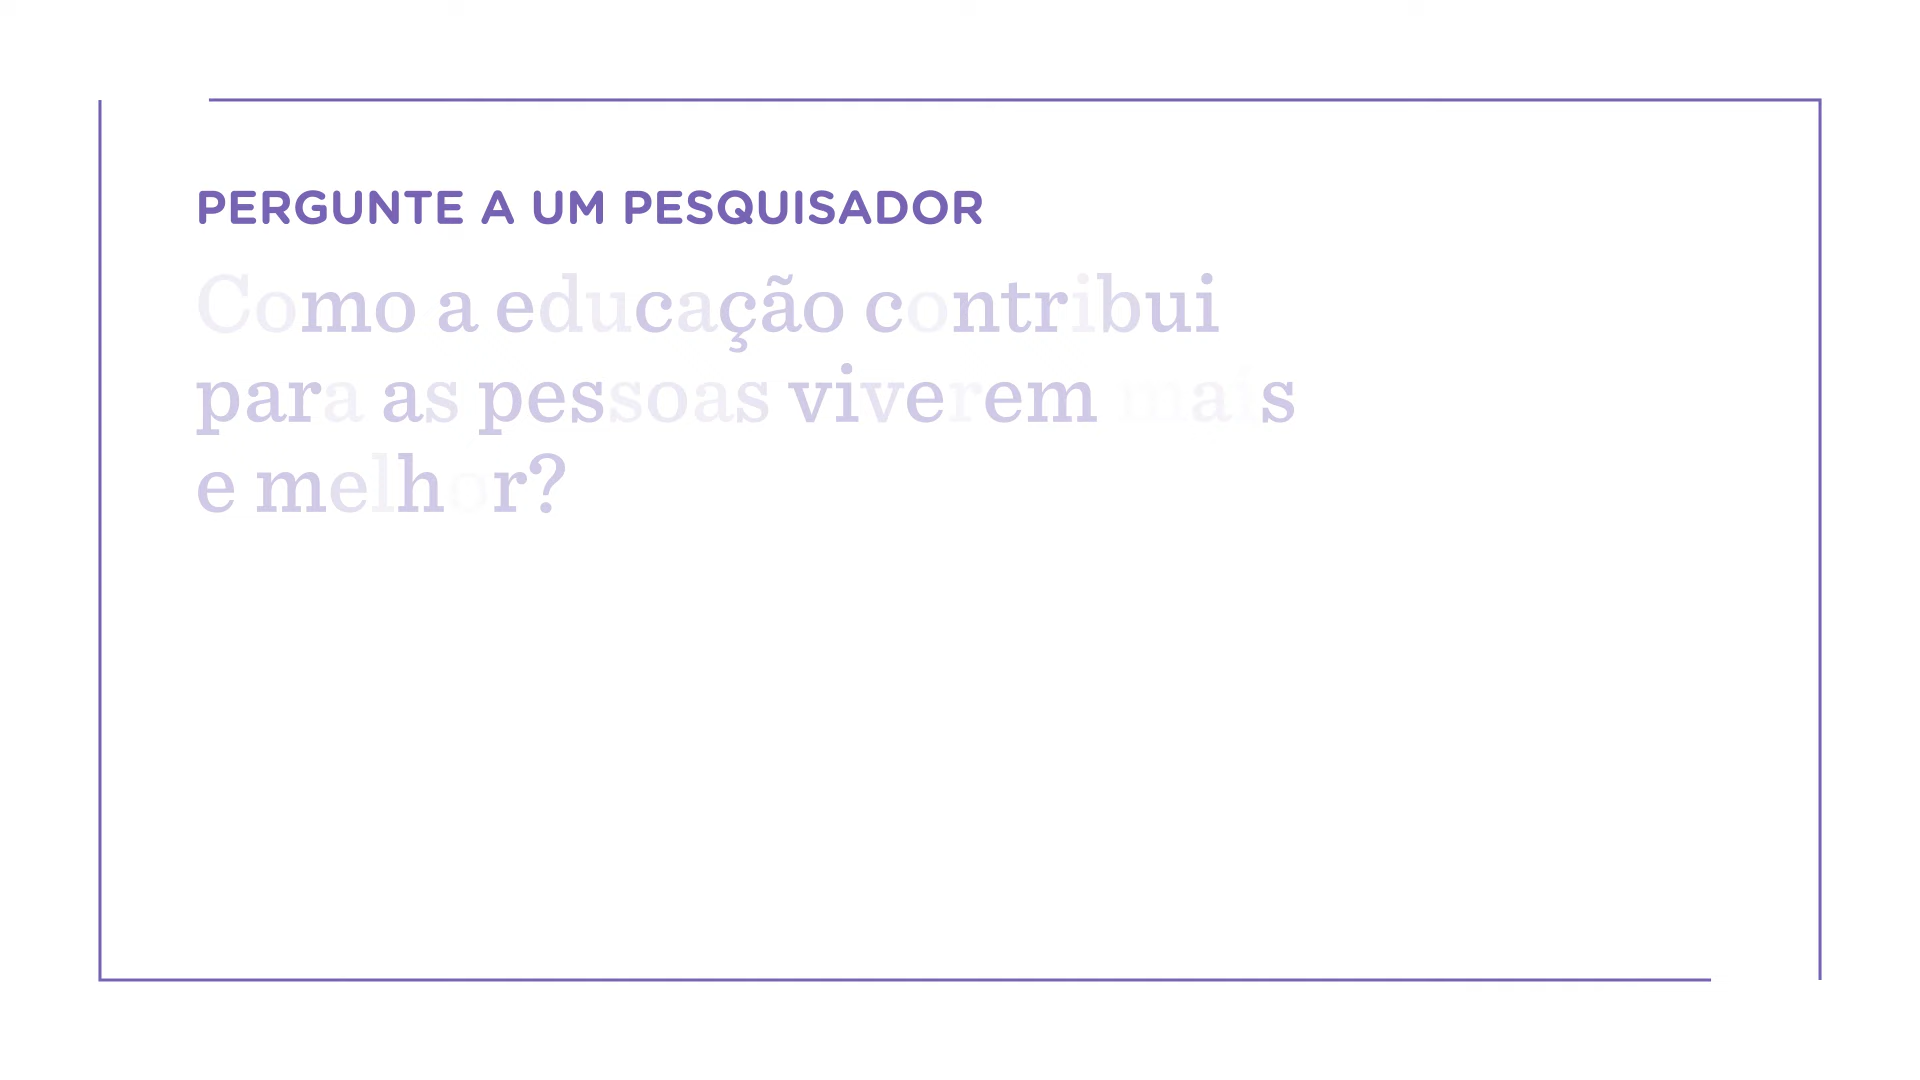 PERGUNTE A UM PESQUISADOR
Como a educação contribui
para as pessoas viverem mais
e melhor?